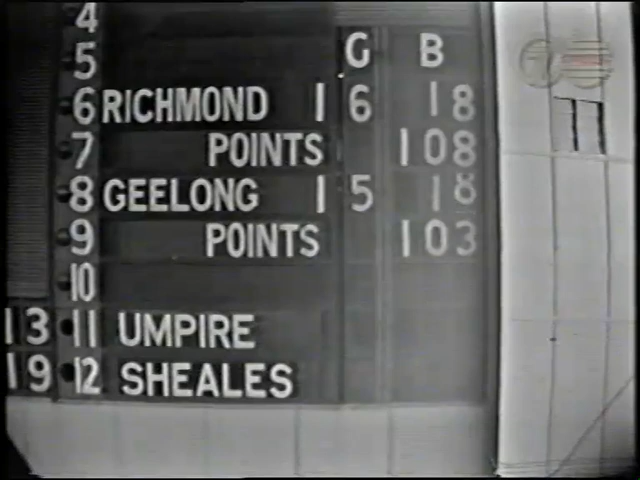 4
5 G B
6 RICHMOND 16 18
7 POINTS 108
8 GEELONG 15 18
9 POINTS 103
10
13 11 UMPIRE
19 12 SHEALES
7